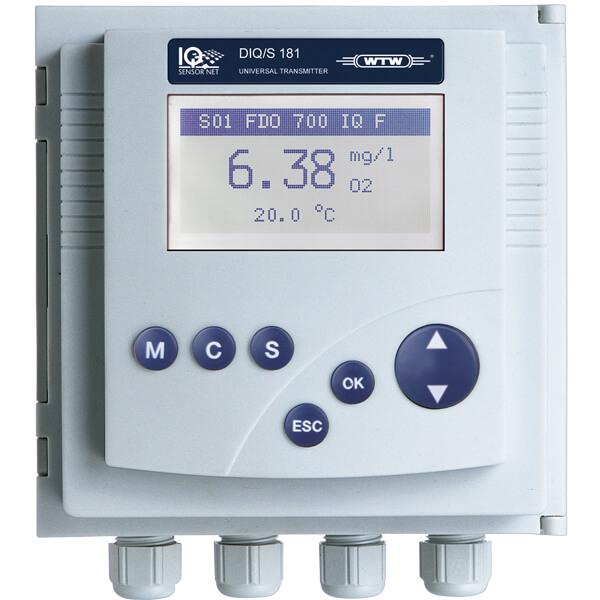 IQ
SENSOR NET
DIQ/S 181
UNIVERSAL TRANSMITTER
WTW ®
S01 FDO 700 IQ F
6.38 mg/l
O2
20.0 °C
M C S
OK
ESC